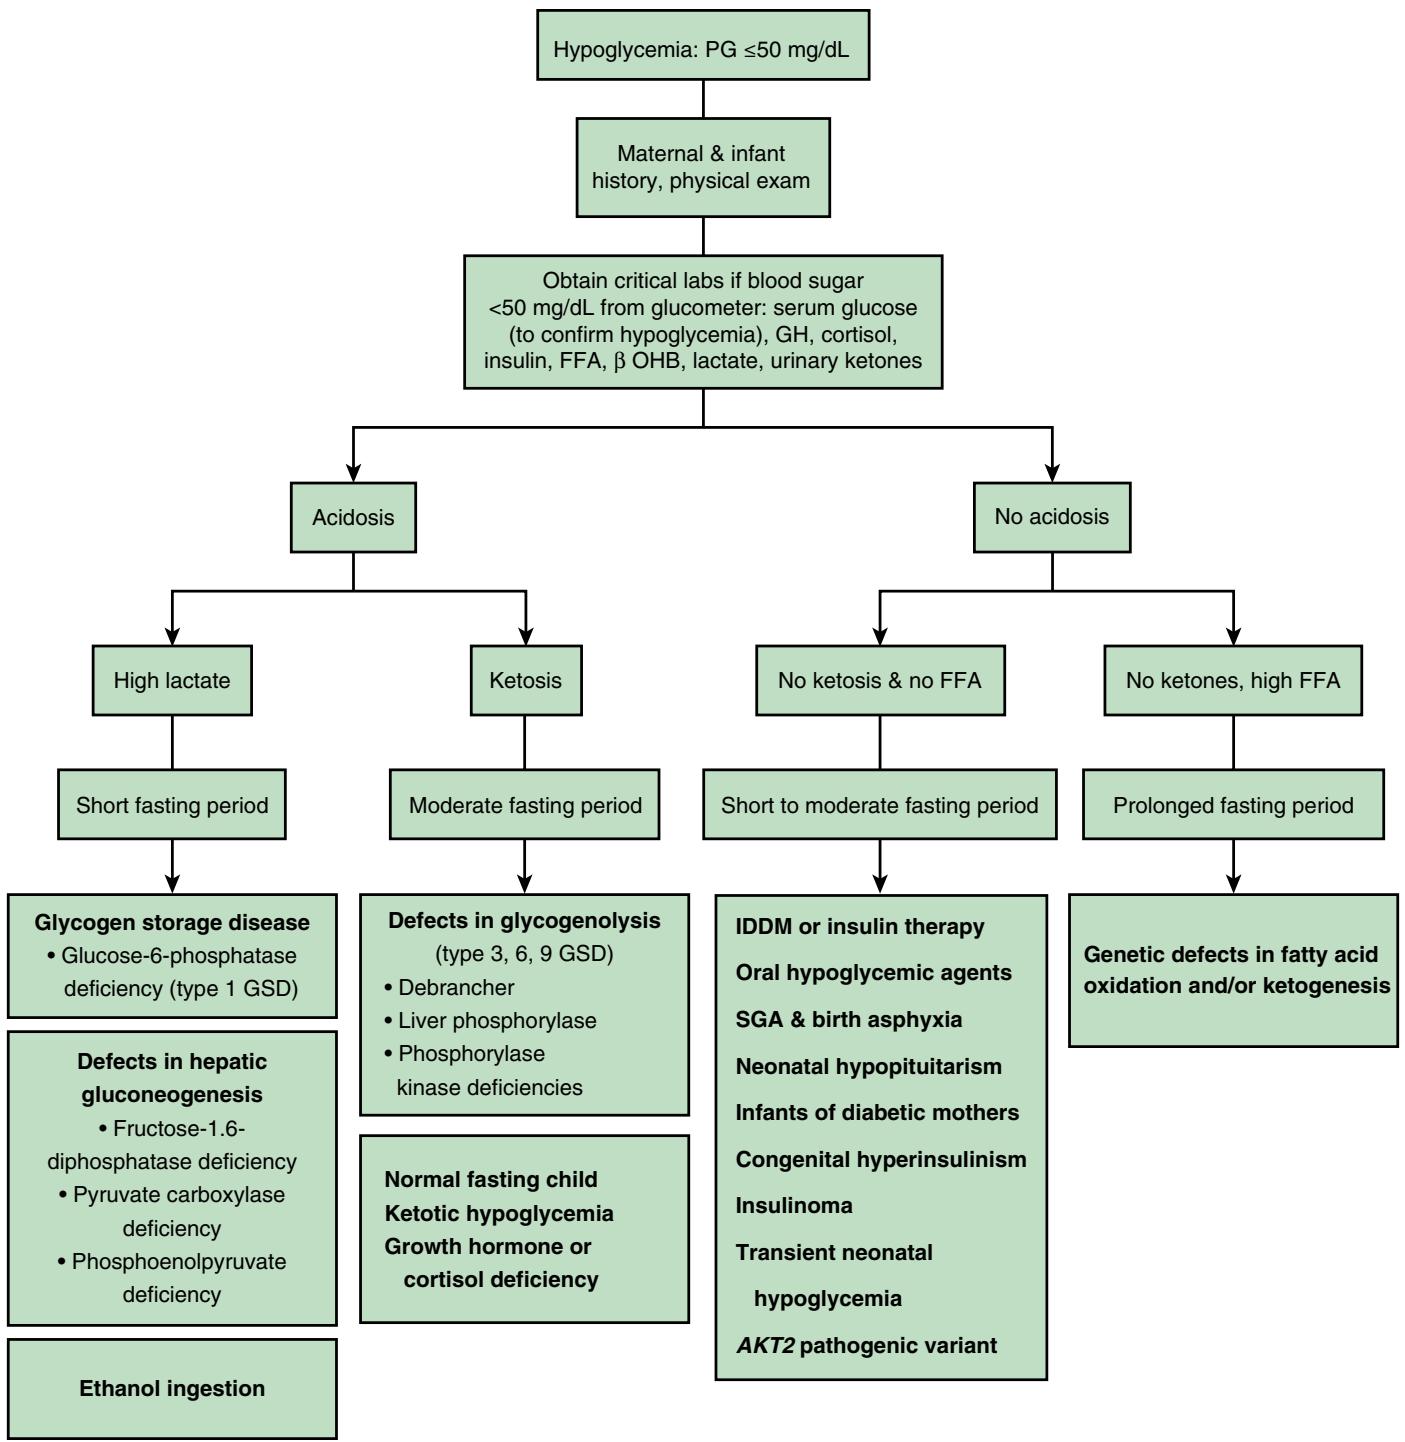 Hypoglycemia: PG ≤50 mg/dL
Maternal & infant
history, physical exam
Obtain critical labs if blood sugar
<50 mg/dL from glucometer: serum glucose
(to confirm hypoglycemia), GH, cortisol,
insulin, FFA, β OHB, lactate, urinary ketones
Acidosis
No acidosis
High lactate
Ketosis
No ketosis & no FFA
No ketones, high FFA
Short fasting period
Moderate fasting period
Short to moderate fasting period
Prolonged fasting period
Glycogen storage disease
• Glucose-6-phosphatase
deficiency (type 1 GSD)
Defects in hepatic
gluconeogenesis
• Fructose-1.6-
diphosphatase deficiency
• Pyruvate carboxylase
deficiency
• Phosphoenolpyruvate
deficiency
Ethanol ingestion
Defects in glycogenolysis
(type 3, 6, 9 GSD)
• Debrancher
• Liver phosphorylase
• Phosphorylase
kinase deficiencies
Normal fasting child
Ketotic hypoglycemia
Growth hormone or
cortisol deficiency
IDDM or insulin therapy
Oral hypoglycemic agents
SGA & birth asphyxia
Neonatal hypopituitarism
Infants of diabetic mothers
Congenital hyperinsulinism
Insulinoma
Transient neonatal
hypoglycemia
AKT2 pathogenic variant
Genetic defects in fatty acid
oxidation and/or ketogenesis